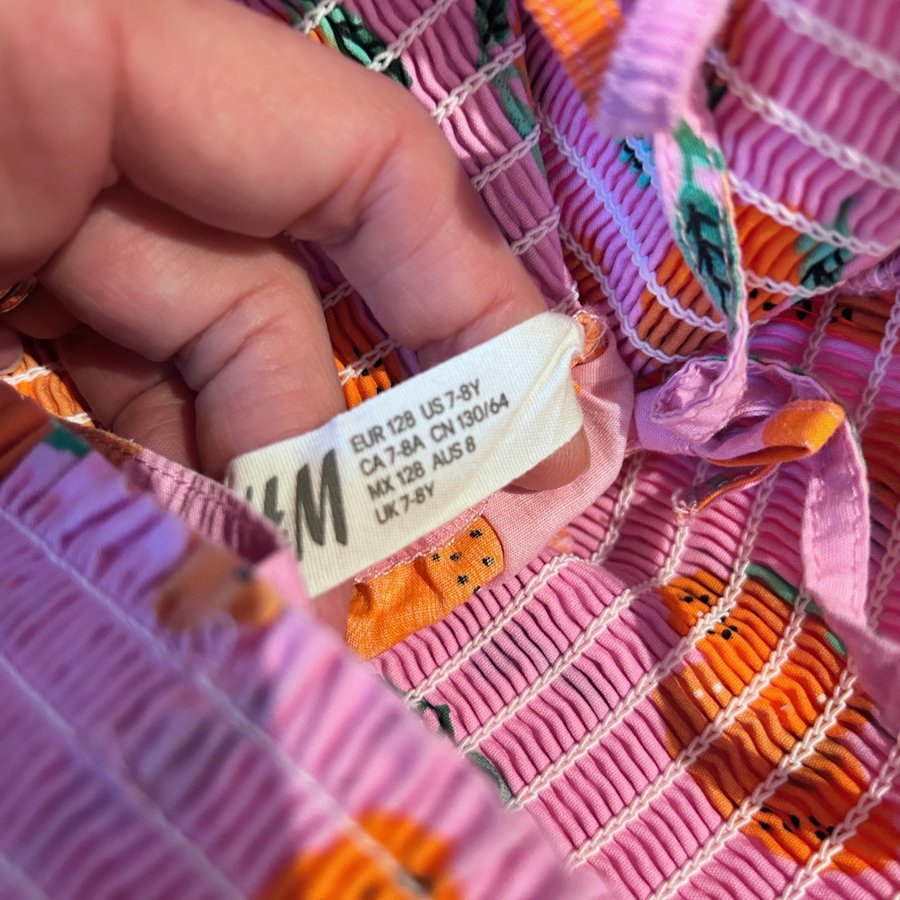 H&M
EUR 128 US 7-8Y
CA 7-8A CN 130/64
MX 128 AUS 8
UK 7-8Y